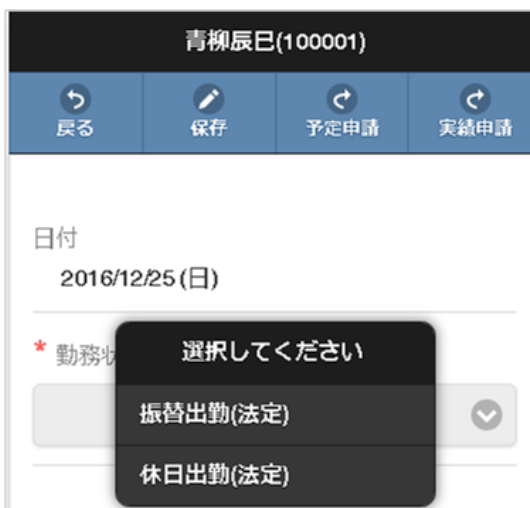 青柳辰巳(100001)
戻る 保存 予定申請 実績申請
日付
2016/12/25(日)
* 勤務状
選択してください
振替出勤(法定)
休日出勤(法定)